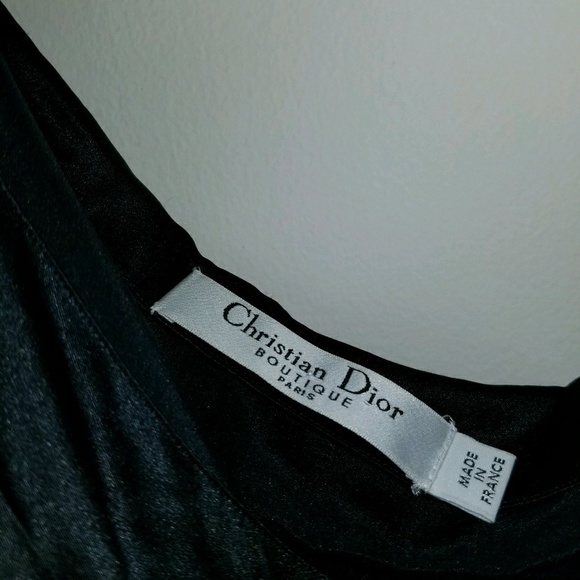 Christian Dior
BOUTIQUE
PARIS
MADE
IN
FRANCE